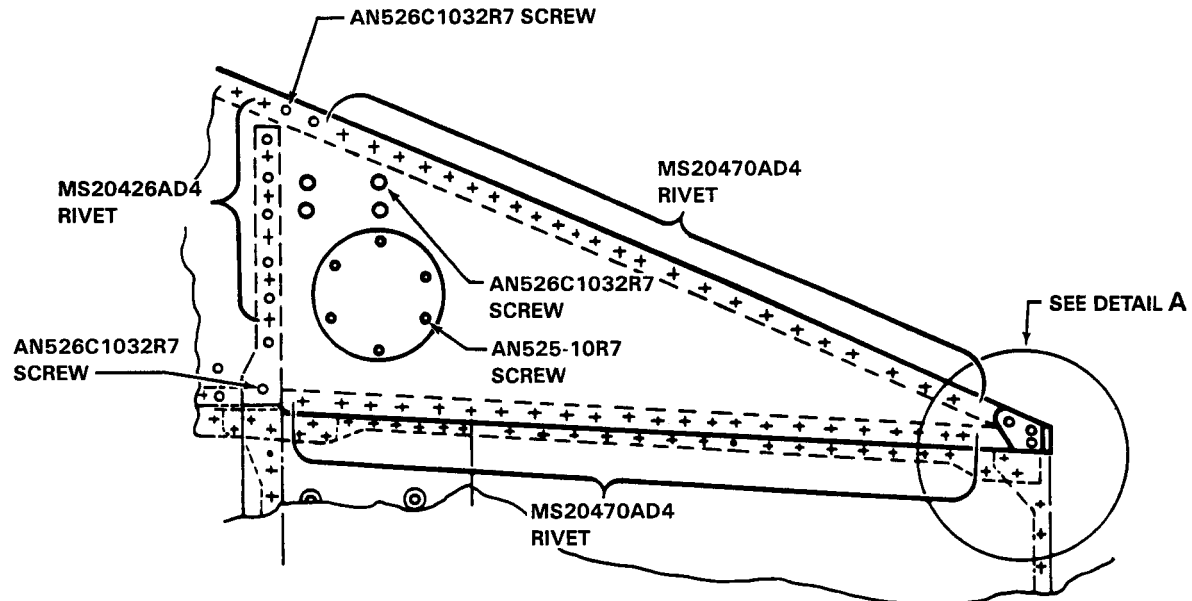 AN526C1032R7 SCREW
MS20470AD4
RIVET
MS20426AD4
RIVET
AN526C1032R7
SCREW
SEE DETAIL A
AN526C1032R7
SCREW
AN525-10R7
SCREW
MS20470AD4
RIVET